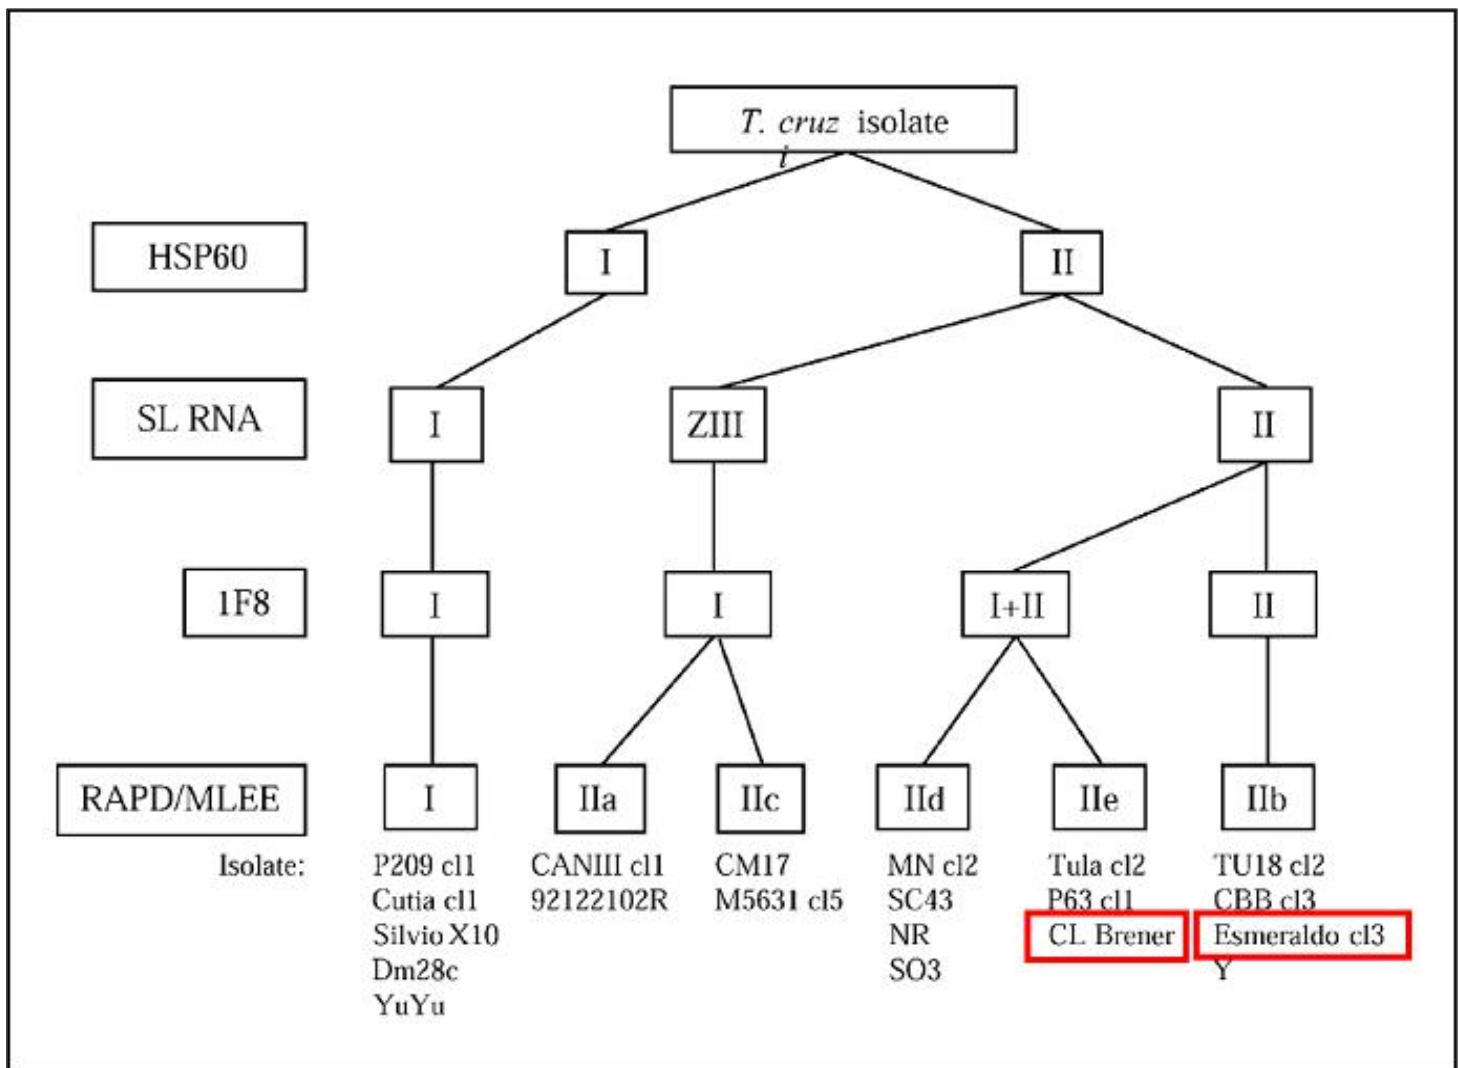 T. cruz isolate
i
HSP60 I II
SL RNA I ZIII II
1F8 I I I+II II
RAPD/MLEE I IIa IIc IId IIe IIb
Isolate: P209 cl1 CANIII cl1 CM17 MN cl2 Tula cl2 TU18 cl2
Cutia cl1 92122102R M5631 cl5 SC43 P63 cl1 CBB cl3
Silvio X10 NR CL Brener Esmeraldo cl3
Dm28c SO3 Y
YuYu